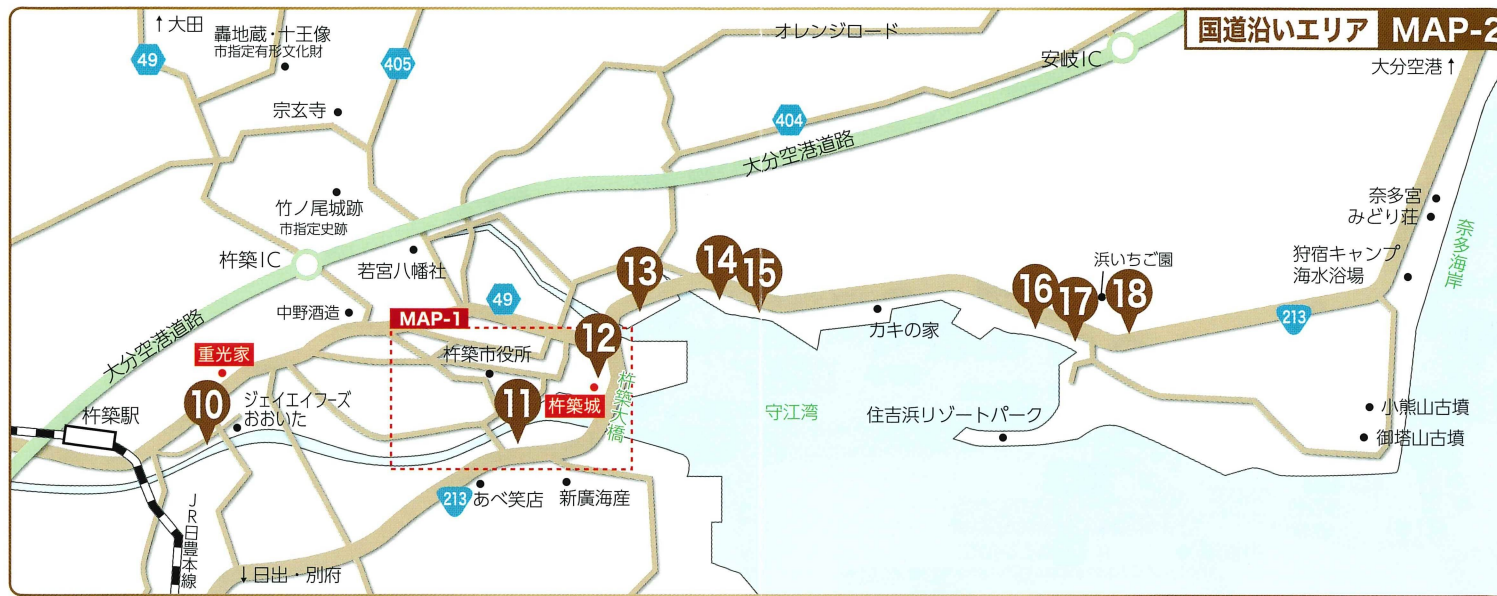 国道沿いエリア MAP-2
↑大田
轟地蔵・十王像
市指定有形文化財
49
405
宗玄寺
オレンジロード
安岐IC
大分空港↑
404
大分空港道路
竹ノ尾城跡
市指定史跡
杵築IC
若宮八幡社
奈多宮
みどり荘
奈多海岸
狩宿キャンプ
海水浴場
中野酒造
49
13
14
15
浜いちご園
16
17
18
213
カキの家
大分空港道路
MAP-1
杵築市役所
12
杵築大橋
重光家
10
ジェイエイフーズ
おおいた
11
杵築城
守江湾
住吉浜リゾートパーク
小熊山古墳
御塔山古墳
杵築駅
JR日豊本線
213
あべ笑店
新廣海産
↓日出・別府